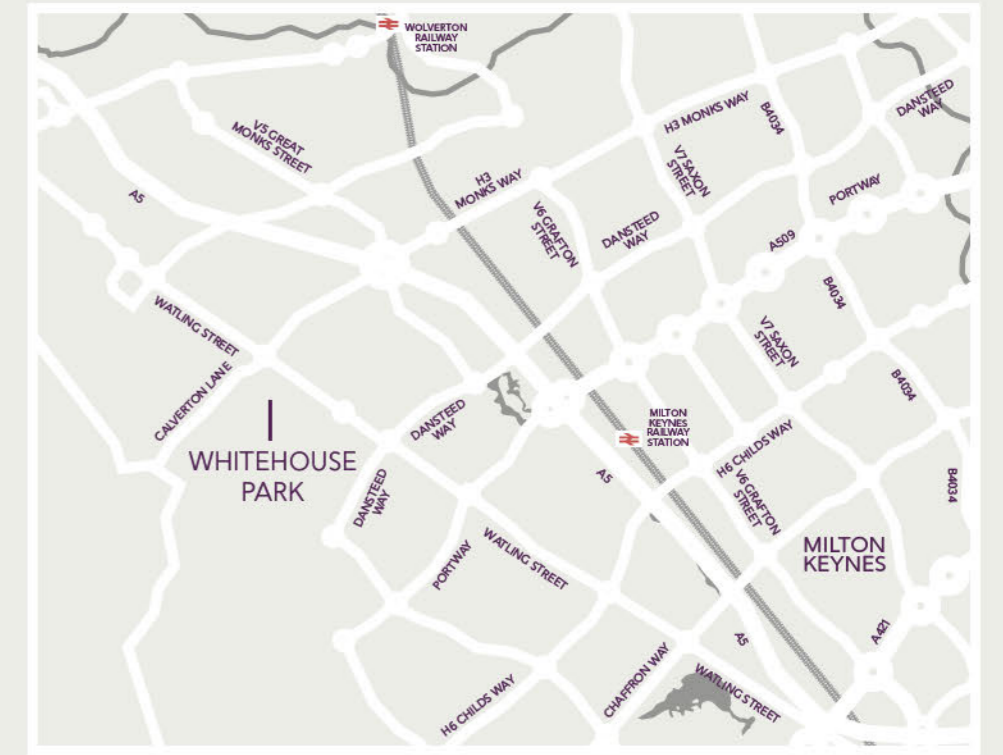 WOLVERTON
RAILWAY
STATION
V5 GREAT
MONKS STREET
H3 MONKS WAY
B4034
DANSTEED
WAY
A5
H3
MONKS WAY
V7 SAXON
STREET
PORTWAY
V6 GRAFTON
STREET
DANSTEED
WAY
A509
WATLING STREET
B4034
V7 SAXON
STREET
CALVERTON LANE
B4034
DANSTEED
WAY
MILTON
KEYNES
RAILWAY
STATION
WHITEHOUSE
PARK
H6 CHILDS WAY
A5
V6 GRAFTON
STREET
B4034
DANSTEED
WAY
MILTON
KEYNES
WATLING STREET
PORTWAY
A5
A421
H6 CHILDS WAY
CHAFFRON WAY
WATLING STREET